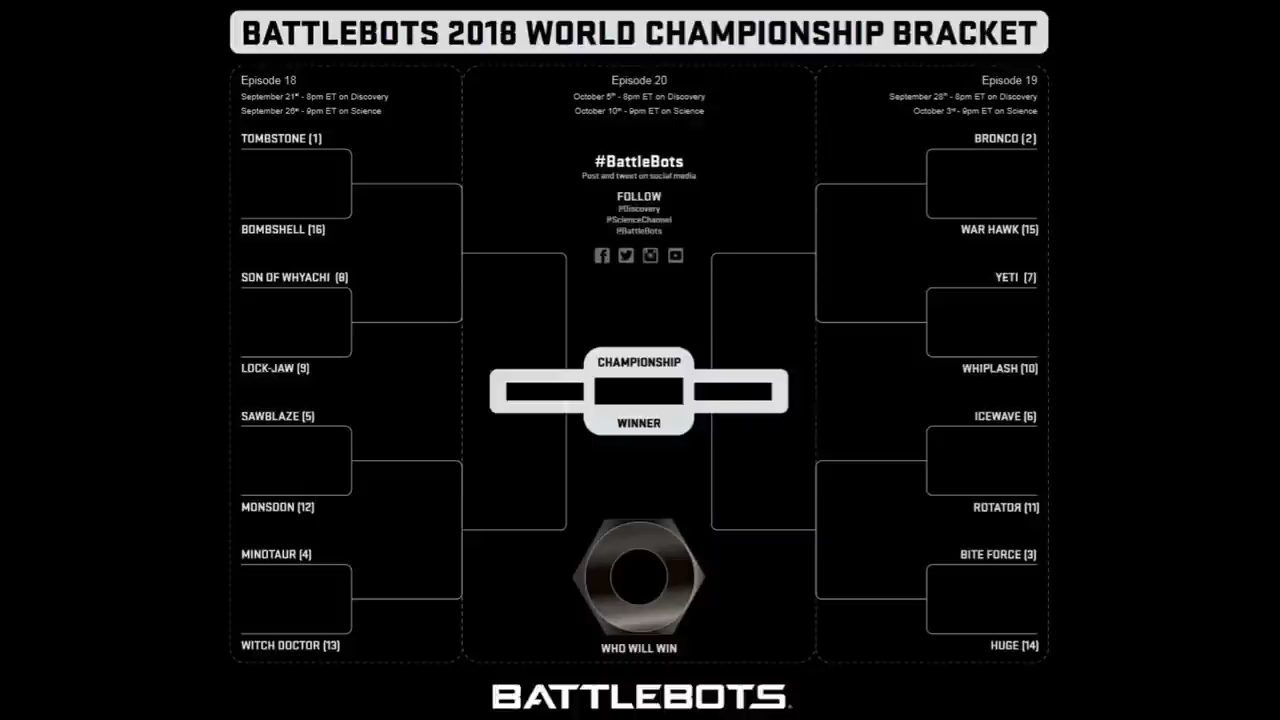 BATTLEBOTS 2018 WORLD CHAMPIONSHIP BRACKET
Episode 18
September 21st - 8pm ET on Discovery
September 26th - 9pm ET on Science
TOMBSTONE (1)
BOMBSHELL (16)
SON OF WHYACHI (8)
LOCK-JAW (9)
SAWBLAZE (5)
MONSOON (12)
MINOTAUR (4)
WITCH DOCTOR (13)
Episode 20
October 5th - 8pm ET on Discovery
October 10th - 9pm ET on Science
#BattleBots
Post and tweet on social media
FOLLOW
@Discovery
@ScienceChannel
@BattleBots
CHAMPIONSHIP
WINNER
WHO WILL WIN
Episode 19
September 28th - 8pm ET on Discovery
October 3rd - 9pm ET on Science
BRONCO (2)
WAR HAWK (15)
YETI (7)
WHIPLASH (10)
ICEWAVE (6)
ROTATOR (11)
BITE FORCE (3)
HUGE (14)
BATTLEBOTS